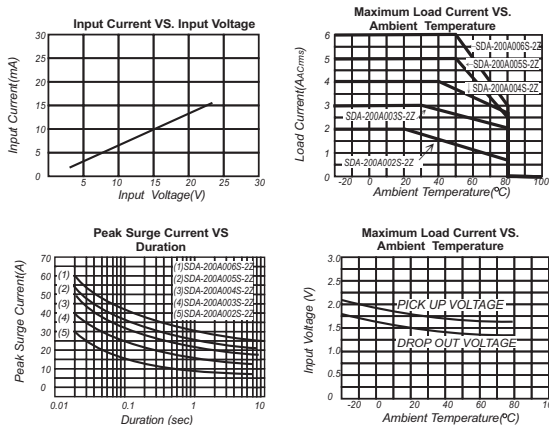 Input Current VS. Input Voltage
Input Current(mA)
30
25
20
15
10
5
0
5 10 15 20 25 30
Input Voltage(V)
Maximum Load Current VS.
Ambient Temperature
Load Current(AACrms)
6
5
4
3
2
1
0
SDA-200A006S-2Z
←SDA-200A005S-2Z
↓SDA-200A004S-2Z
SDA-200A003S-2Z
SDA-200A002S-2Z
-20 0 20 40 60 80 100
Ambient Temperature(ºC)
Peak Surge Current VS
Duration
Peak Surge Current(A)
70
60
50
40
30
20
10
0
(1)
(2)
(3)
(4)
(5)
(1)SDA-200A006S-2Z
(2)SDA-200A005S-2Z
(3)SDA-200A004S-2Z
(4)SDA-200A003S-2Z
(5)SDA-200A002S-2Z
0.01 0.1 1 10
Duration (sec)
Maximum Load Current VS.
Ambient Temperature
Input Voltage (V)
3.0
2.5
2.0
1.5
1.0
0.5
0.0
PICK UP VOLTAGE
DROP OUT VOLTAGE
-20 0 20 40 60 80 100
Ambient Temperature(ºC)